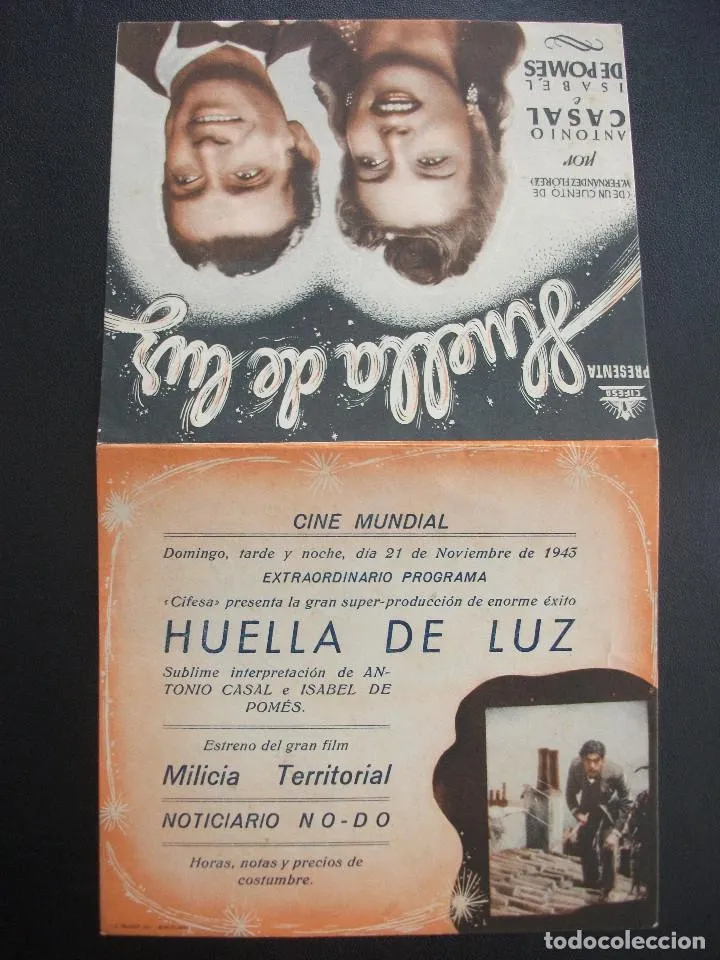 CIFESA
PRESENTA
Huella de luz
(DE UN CUENTO DE
W. FERNANDEZ FLOREZ)
por
ANTONIO
CASAL
e
ISABEL
DE POMÉS
CINE MUNDIAL
Domingo, tarde y noche, día 21 de Noviembre de 1943
EXTRAORDINARIO PROGRAMA
«Cifesa» presenta la gran super-producción de enorme éxito
HUELLA DE LUZ
Sublime interpretación de AN-
TONIO CASAL e ISABEL DE
POMÉS.
Estreno del gran film
Milicia Territorial
NOTICIARIO NO-DO
Horas, notas y precios de
costumbre.
todocoleccion.net